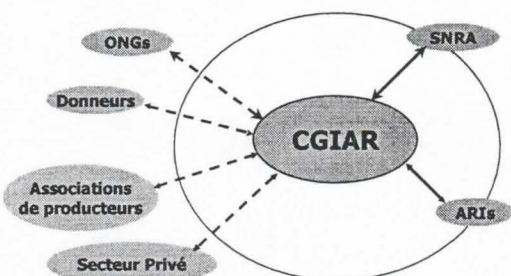 ONGs
SNRA
Donneurs
CGIAR
Associations
de producteurs
ARIs
Secteur Privé